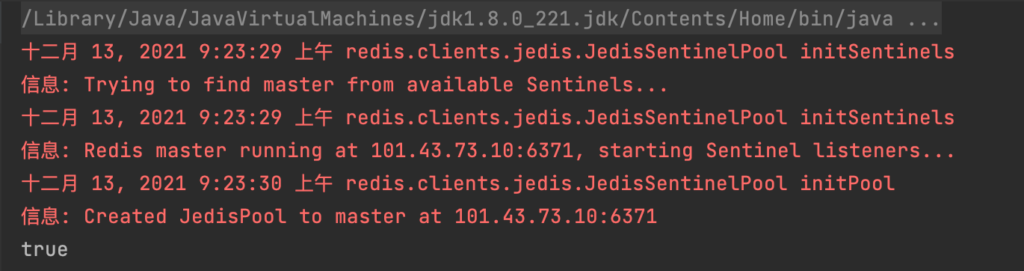 /Library/Java/JavaVirtualMachines/jdk1.8.0_221.jdk/Contents/Home/bin/java ...
十二月 13, 2021 9:23:29 上午 redis.clients.jedis.JedisSentinelPool initSentinels
信息: Trying to find master from available Sentinels...
十二月 13, 2021 9:23:29 上午 redis.clients.jedis.JedisSentinelPool initSentinels
信息: Redis master running at 101.43.73.10:6371, starting Sentinel listeners...
十二月 13, 2021 9:23:30 上午 redis.clients.jedis.JedisSentinelPool initPool
信息: Created JedisPool to master at 101.43.73.10:6371
true